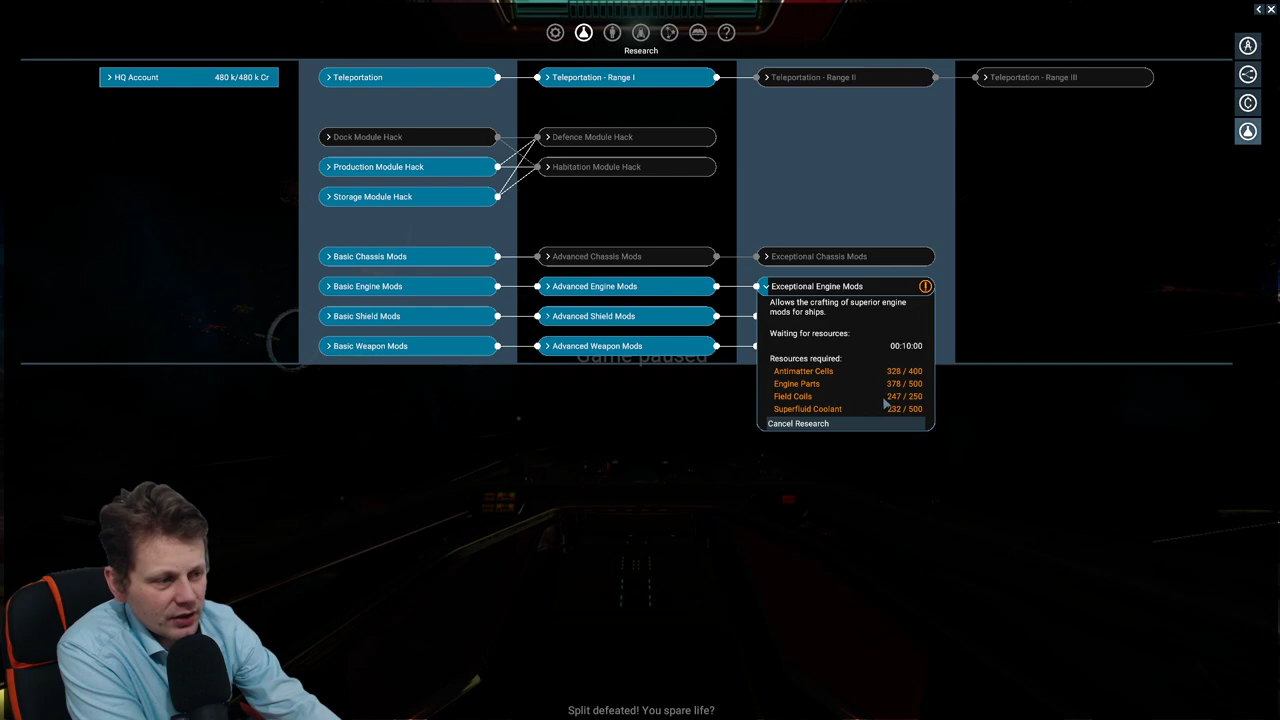 Research
HQ Account 480 k/480 k Cr
Teleportation
Teleportation - Range I
Teleportation - Range II
Teleportation - Range III
Dock Module Hack
Defence Module Hack
Production Module Hack
Habitation Module Hack
Storage Module Hack
Basic Chassis Mods
Advanced Chassis Mods
Exceptional Chassis Mods
Basic Engine Mods
Advanced Engine Mods
Exceptional Engine Mods
Allows the crafting of superior engine
mods for ships.
Basic Shield Mods
Advanced Shield Mods
Waiting for resources:
00:10:00
Basic Weapon Mods
Advanced Weapon Mods
Game paused
Resources required:
Antimatter Cells 328 / 400
Engine Parts 378 / 500
Field Coils 247 / 250
Superfluid Coolant 232 / 500
Cancel Research
Split defeated! You spare life?